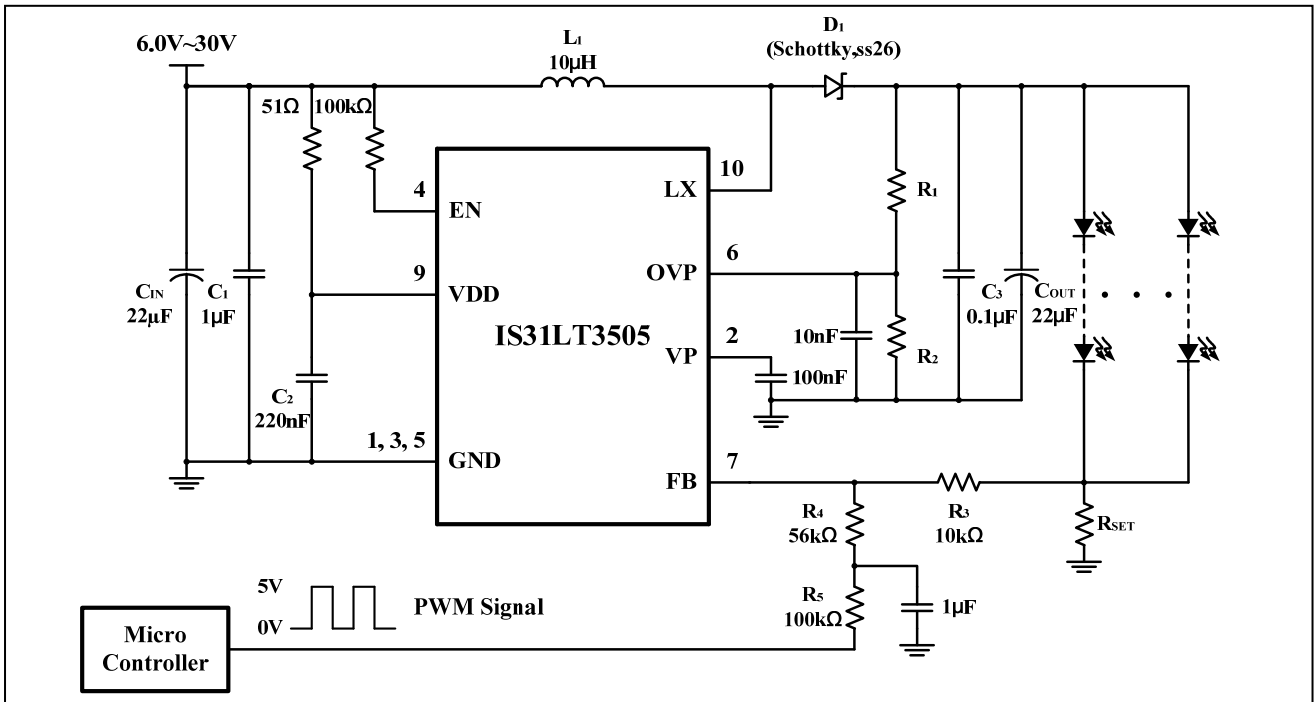 6.0V~30V
L1
10μH
D1
(Schottky,ss26)
51Ω
100kΩ
4
EN
9
VDD
1, 3, 5
GND
IS31LT3505
10
LX
6
OVP
2
VP
7
FB
CIN
22μF
C1
1μF
C2
220nF
R1
R2
10nF
100nF
C3
0.1μF
COUT
22μF
R4
56kΩ
R3
10kΩ
RSET
R5
100kΩ
1μF
5V
0V
PWM Signal
Micro
Controller